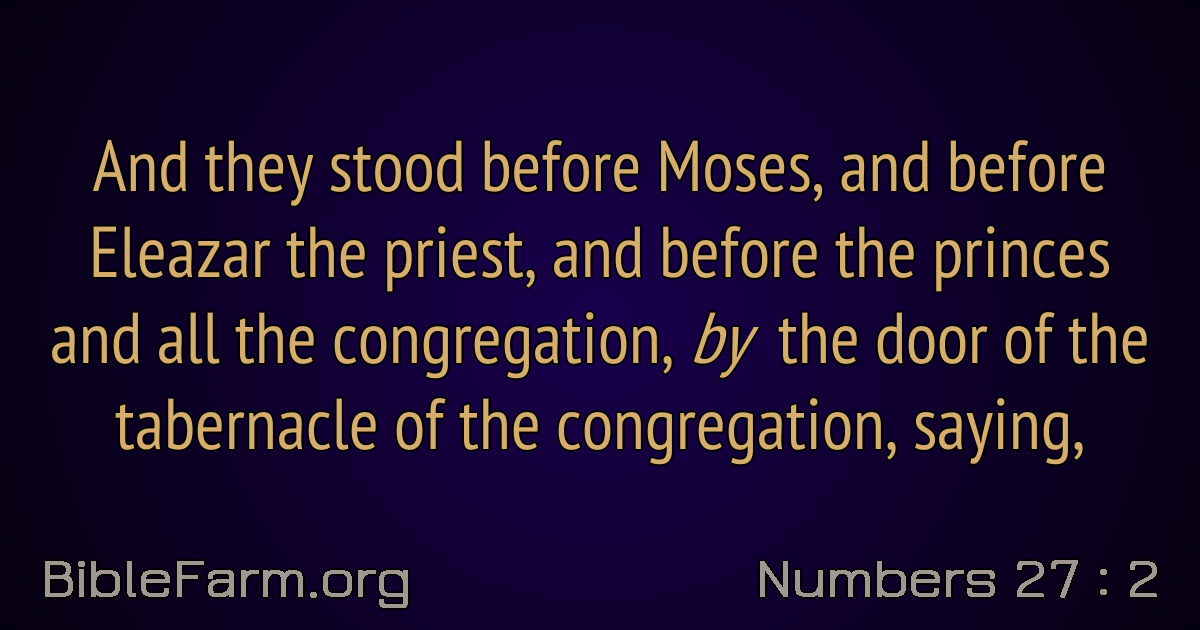 And they stood before Moses, and before
Eleazar the priest, and before the princes
and all the congregation, by the door of the
tabernacle of the congregation, saying,
BibleFarm.org
Numbers 27 : 2